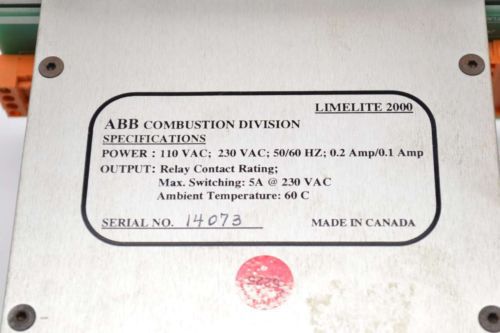 LIMELITE 2000
ABB COMBUSTION DIVISION
SPECIFICATIONS
POWER : 110 VAC; 230 VAC; 50/60 HZ; 0.2 Amp/0.1 Amp
OUTPUT: Relay Contact Rating;
Max. Switching: 5A @ 230 VAC
Ambient Temperature: 60 C
SERIAL NO. 14073
MADE IN CANADA